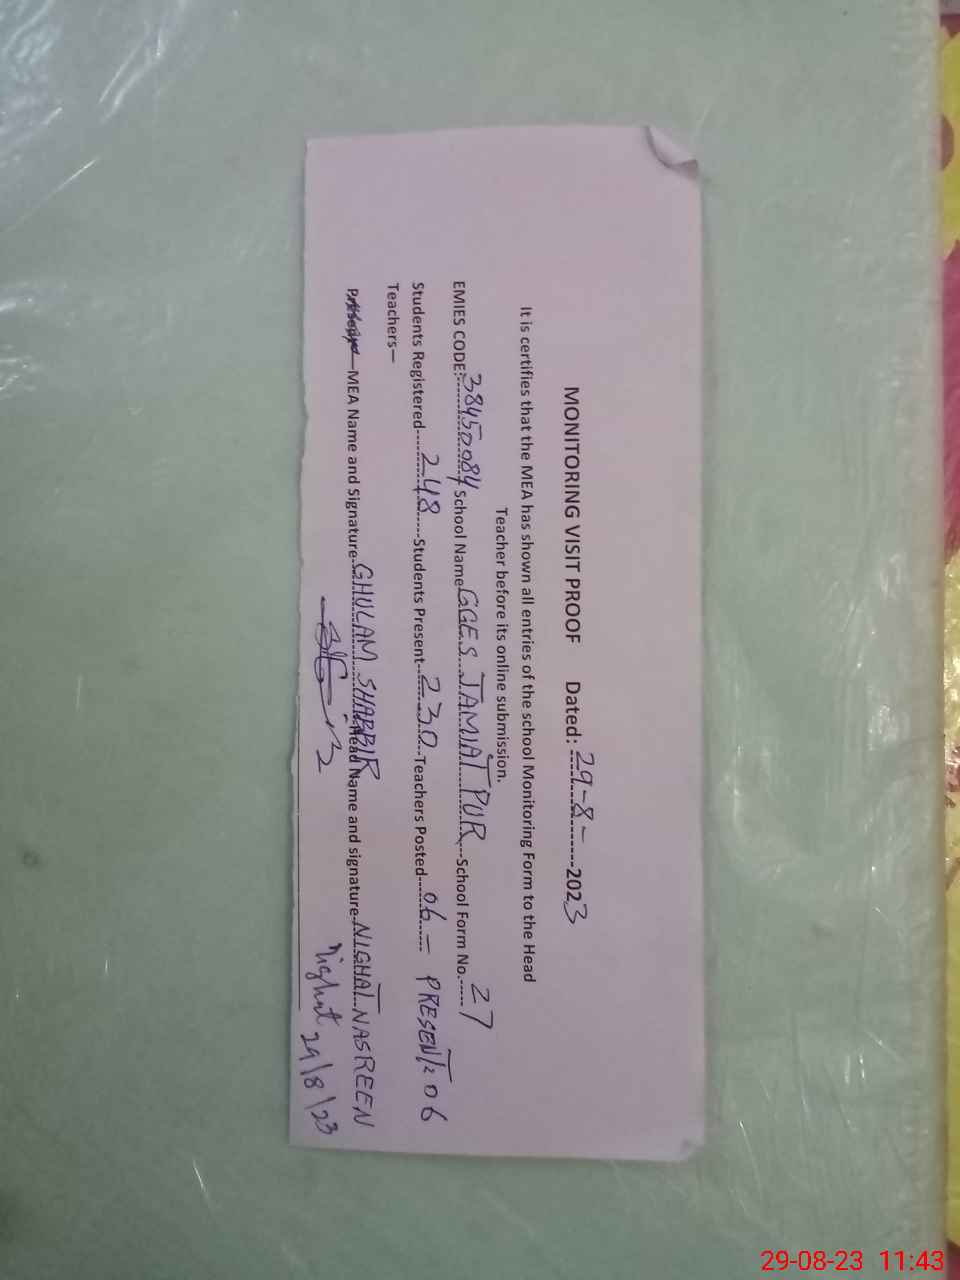 MONITORING VISIT PROOF Dated: 29-8-2023
It is certifies that the MEA has shown all entries of the school Monitoring Form to the Head
Teacher before its online submission.
EMIES CODE:38450084 School Name GGES JAMIAT PUR School Form No. 27
Students Registered 248 Students Present 230 Teachers Posted 06 - PRESENT 06
Teachers—
MEA Name and Signature GHULAM SHABBIR Head Name and signature NIGHAT NASREEN
Nighat 29/8/23
29-08-23 11:43